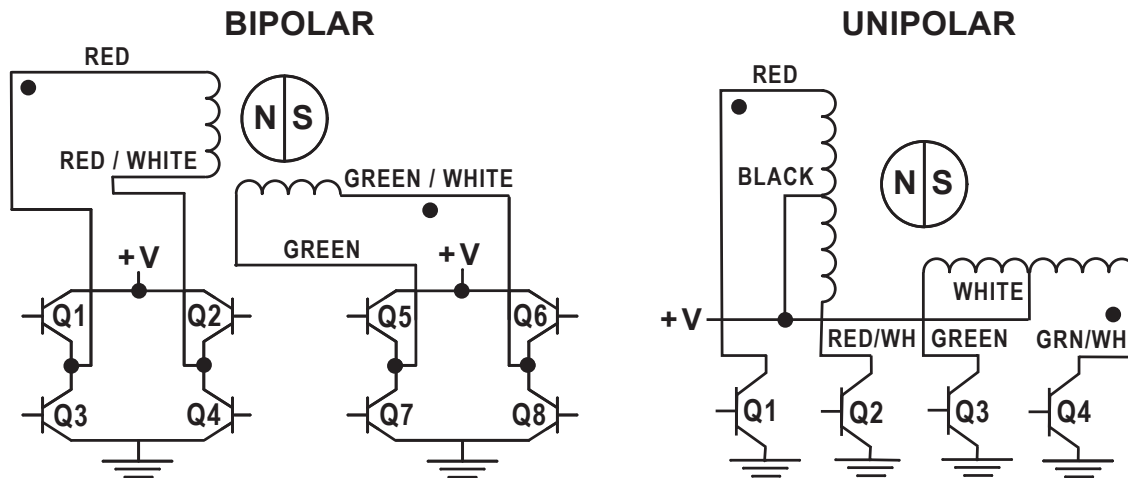 BIPOLAR
RED
N S
RED / WHITE
GREEN / WHITE
GREEN
+V
+V
Q1
Q2
Q5
Q6
Q3
Q4
Q7
Q8
UNIPOLAR
RED
BLACK
N S
WHITE
+V
RED/WH
GREEN
GRN/WH
Q1
Q2
Q3
Q4